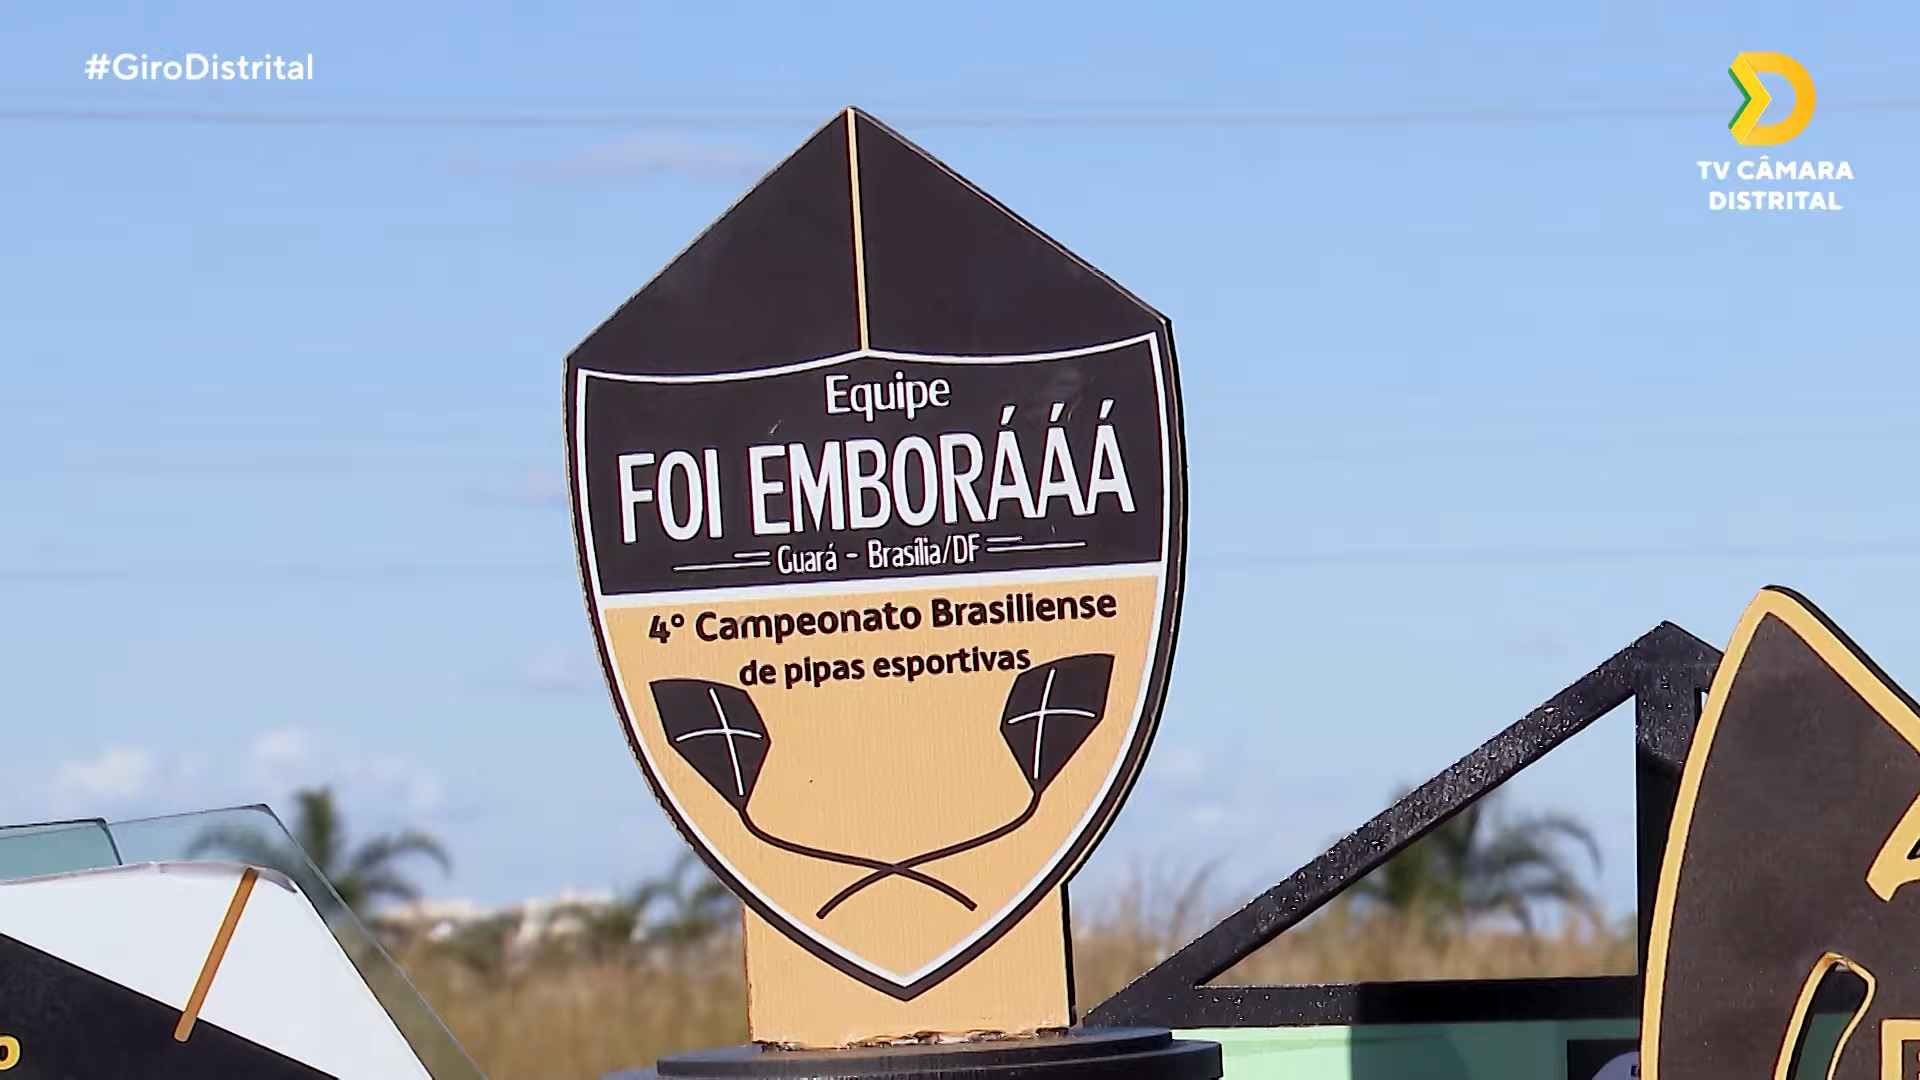 #GiroDistrital
TV CÂMARA
DISTRITAL
Equipe
FOI EMBORÁÁÁ
Guará - Brasília/DF
4° Campeonato Brasiliense
de pipas esportivas